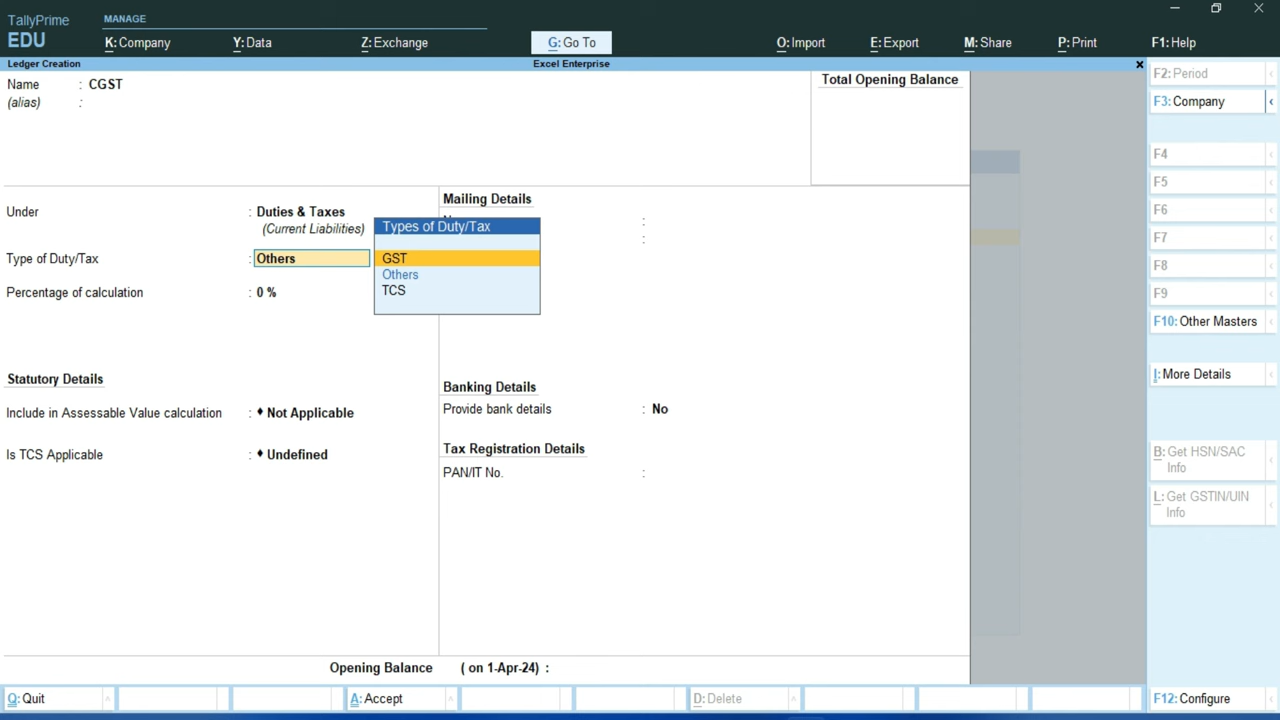 TallyPrime
EDU
MANAGE
K: Company
Y: Data
Z: Exchange
G: Go To
O: Import
E: Export
M: Share
P: Print
F1: Help
Ledger Creation
Excel Enterprise
×
Name : CGST
(alias) :
Total Opening Balance
Under : Duties & Taxes
(Current Liabilities)
Type of Duty/Tax : Others
Percentage of calculation : 0 %
Types of Duty/Tax
GST
Others
TCS
Mailing Details
:
:
Statutory Details
Include in Assessable Value calculation : ♦ Not Applicable
Is TCS Applicable : ♦ Undefined
Banking Details
Provide bank details : No
Tax Registration Details
PAN/IT No. :
Opening Balance ( on 1-Apr-24) :
F2: Period
F3: Company
F4
F5
F6
F7
F8
F9
F10: Other Masters
I: More Details
B: Get HSN/SAC
Info
L: Get GSTIN/UIN
Info
Q: Quit
A: Accept
D: Delete
F12: Configure